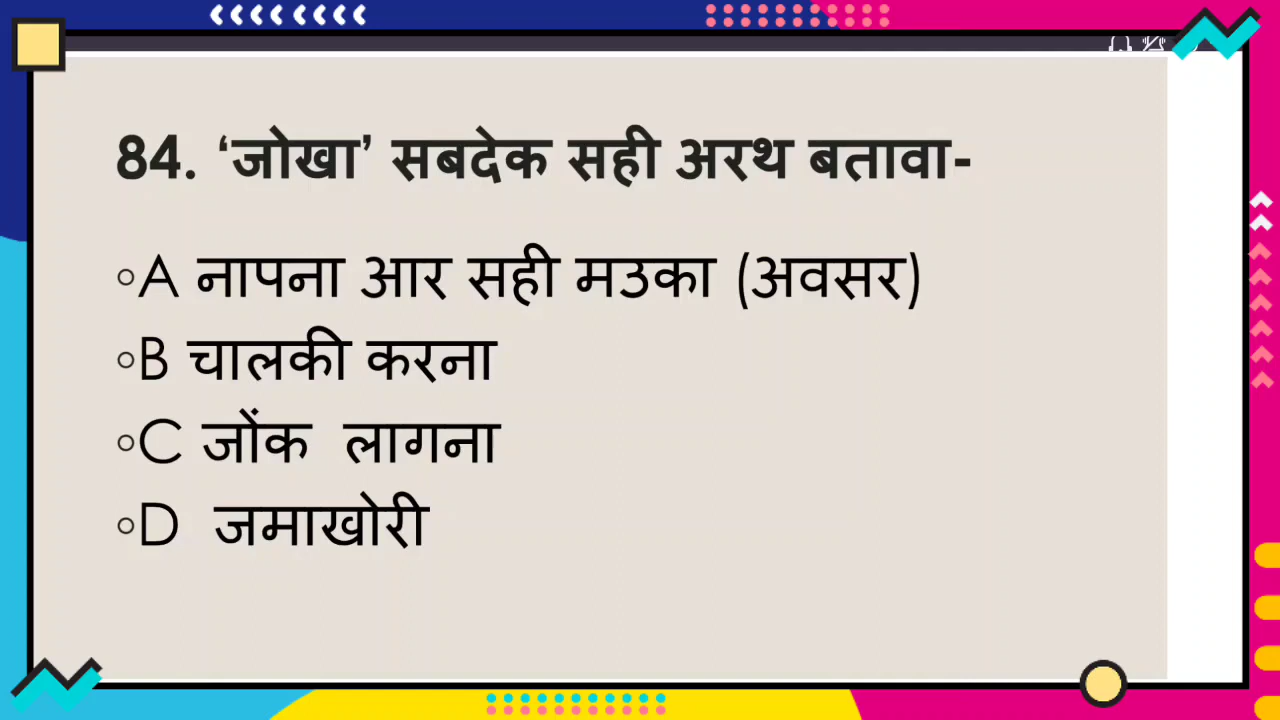 84. ‘जोखा’ सबदेक सही अरथ बतावा-
◦A नापना आर सही मउका (अवसर)
◦B चालकी करना
◦C जोंक लागना
◦D जमाखोरी